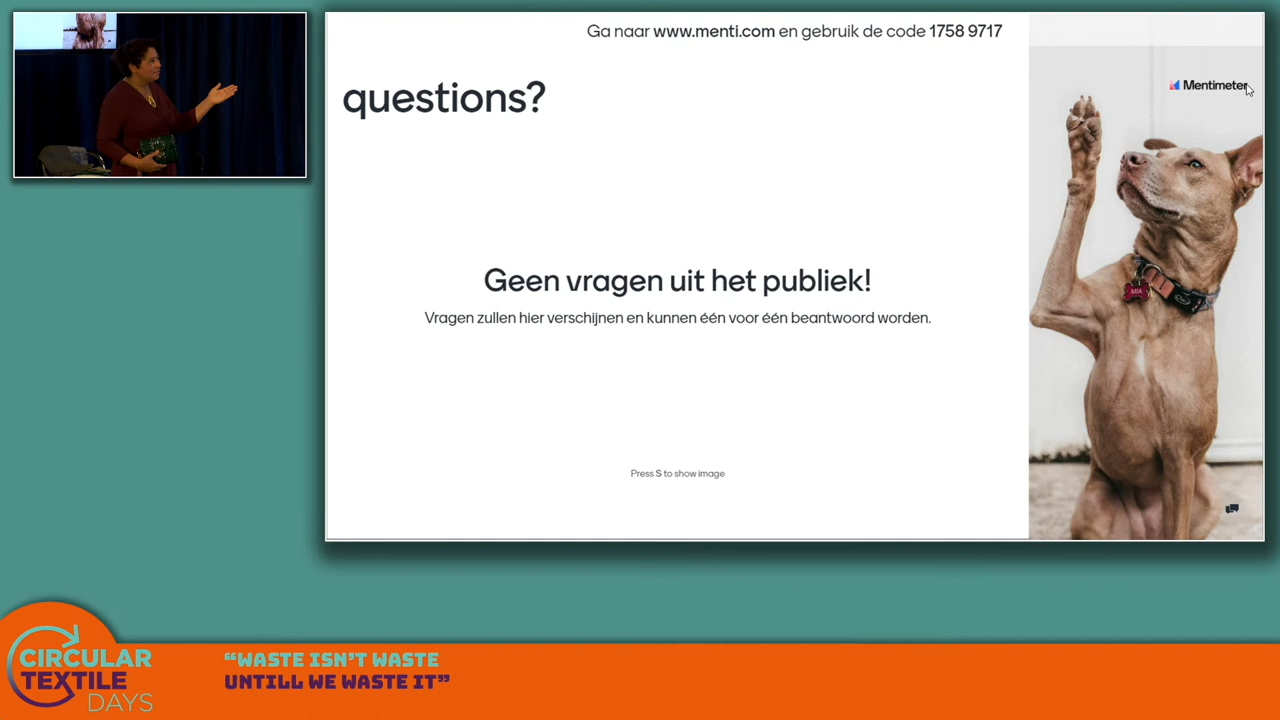 Ga naar www.menti.com en gebruik de code 1758 9717
Mentimeter
questions?
MIA
Geen vragen uit het publiek!
Vragen zullen hier verschijnen en kunnen één voor één beantwoord worden.
Press S to show image
CIRCULAR
TEXTILE
DAYS
“WASTE ISN’T WASTE
UNTILL WE WASTE IT”